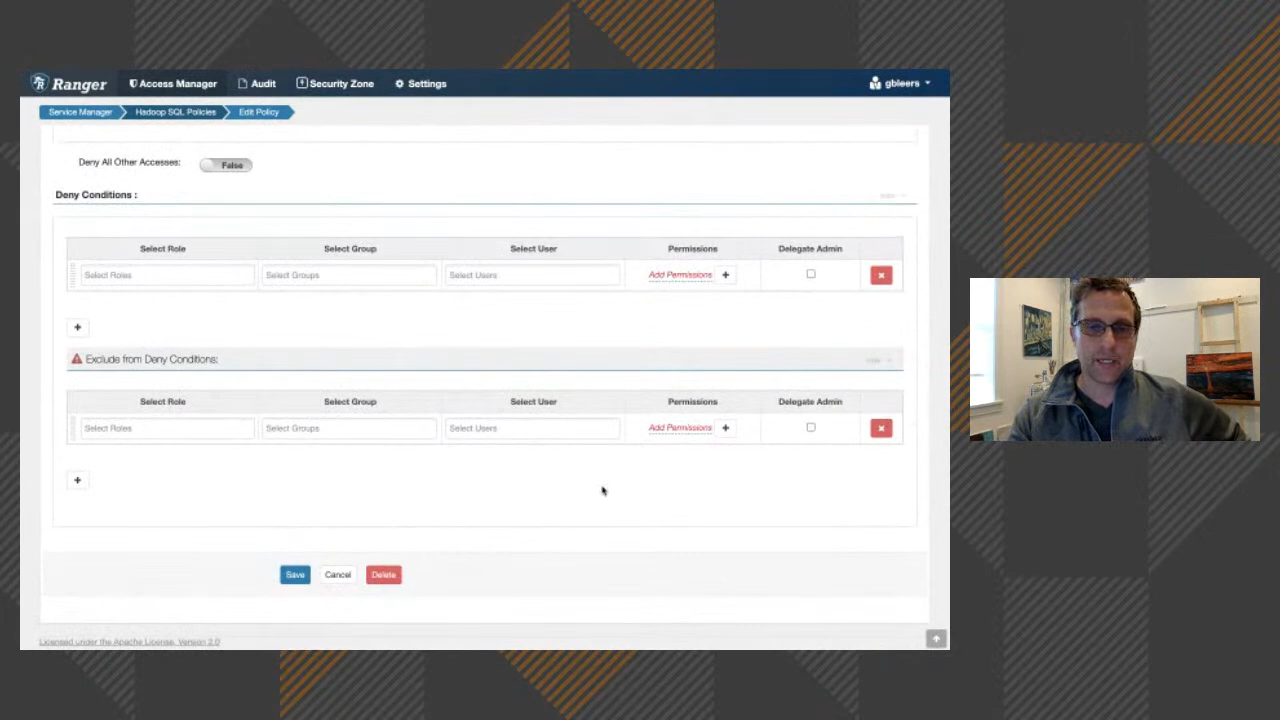 Ranger Access Manager Audit Security Zone Settings gbleers
Service Manager Hadoop SQL Policies Edit Policy
Deny All Other Accesses: False
Deny Conditions :
Select Role Select Group Select User Permissions Delegate Admin
Select Roles Select Groups Select Users Add Permissions +
+
Exclude from Deny Conditions:
Select Role Select Group Select User Permissions Delegate Admin
Select Roles Select Groups Select Users Add Permissions +
+
Save Cancel Delete
Licensed under the Apache License, Version 2.0